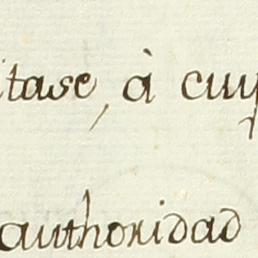 itase, à cuy
authoridad